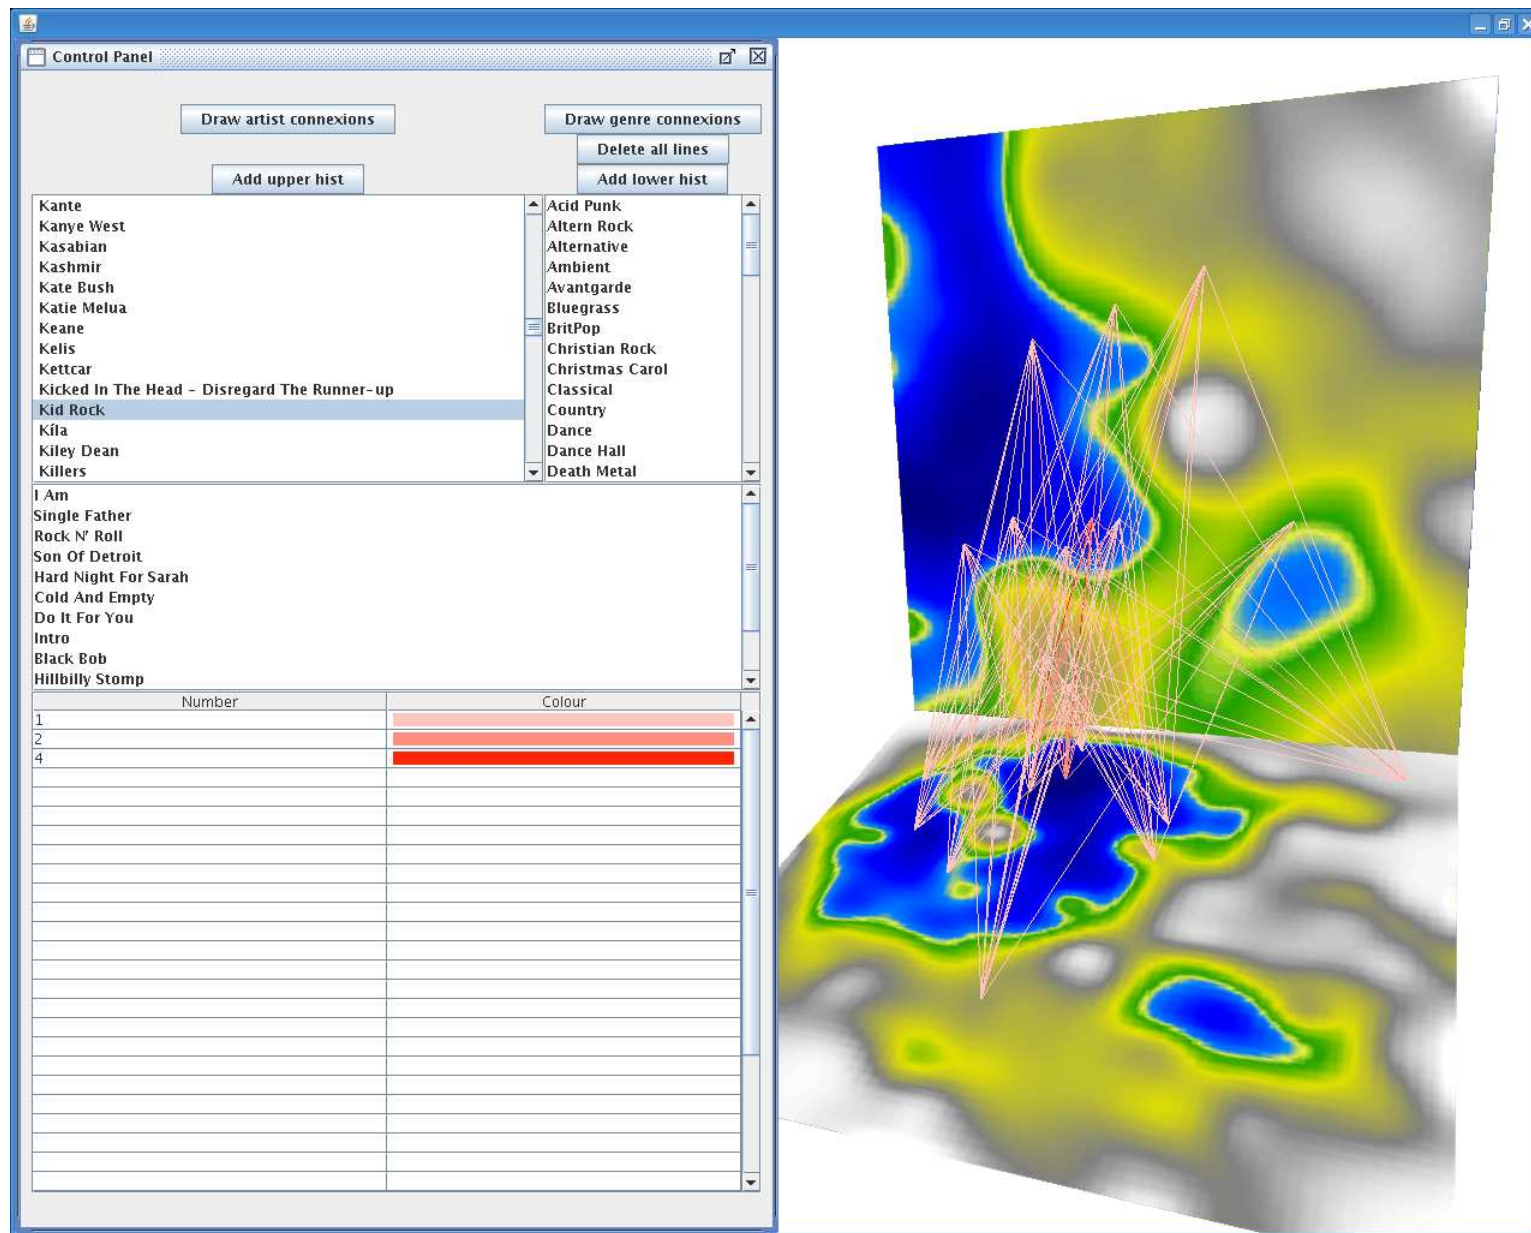 Control Panel
Draw artist connexions
Draw genre connexions
Delete all lines
Add upper hist
Add lower hist
Kante
Kanye West
Kasabian
Kashmir
Kate Bush
Katie Melua
Keane
Kelis
Kettcar
Kicked In The Head - Disregard The Runner-up
Kid Rock
Kíla
Kiley Dean
Killers
Acid Punk
Altern Rock
Alternative
Ambient
Avantgarde
Bluegrass
BritPop
Christian Rock
Christmas Carol
Classical
Country
Dance
Dance Hall
Death Metal
I Am
Single Father
Rock N' Roll
Son Of Detroit
Hard Night For Sarah
Cold And Empty
Do It For You
Intro
Black Bob
Hillbilly Stomp
Number Colour
1
2
4